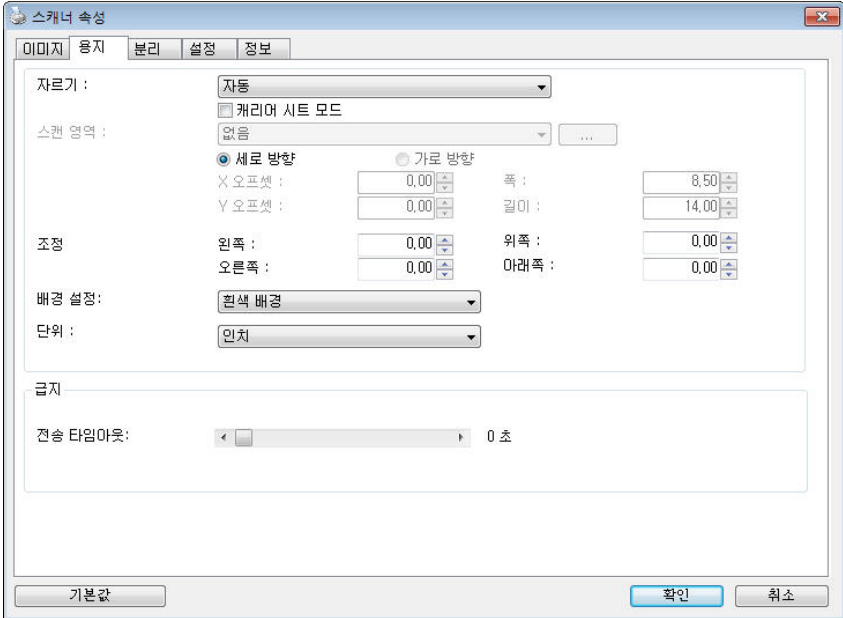 스캐너 속성
이미지 용지 분리 설정 정보
자르기 : 자동
캐리어 시트 모드
스캔 영역 : 없음 ...
세로 방향 가로 방향
X 오프셋 : 0,00 폭 : 8,50
Y 오프셋 : 0,00 길이 : 14,00
조정 왼쪽 : 0,00 위쪽 : 0,00
오른쪽 : 0,00 아래쪽 : 0,00
배경 설정: 흰색 배경
단위 : 인치
급지
전송 타임아웃: 0 초
기본값 확인 취소